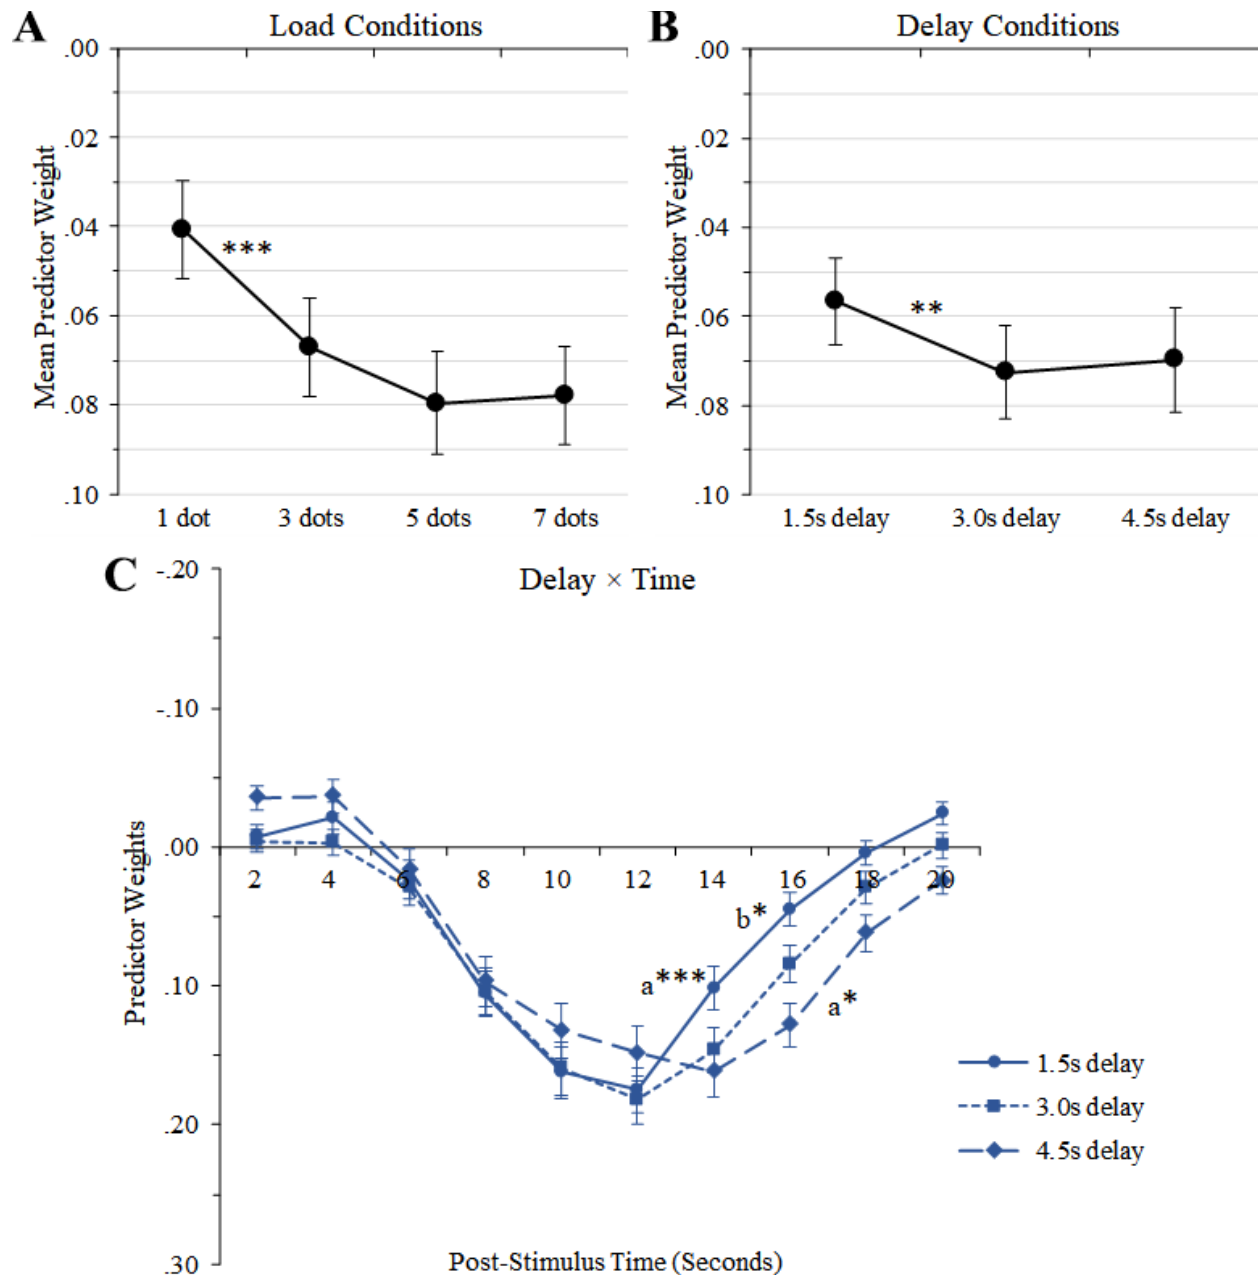 A
Load Conditions
Mean Predictor Weight
.00
.02
.04
.06
.08
.10
***
1 dot
3 dots
5 dots
7 dots
B
Delay Conditions
Mean Predictor Weight
.00
.02
.04
.06
.08
.10
**
1.5s delay
3.0s delay
4.5s delay
C
Delay × Time
Predictor Weights
-.20
-.10
.00
.10
.20
.30
2
4
6
8
10
12
14
16
18
20
b*
a***
a*
1.5s delay
3.0s delay
4.5s delay
Post-Stimulus Time (Seconds)